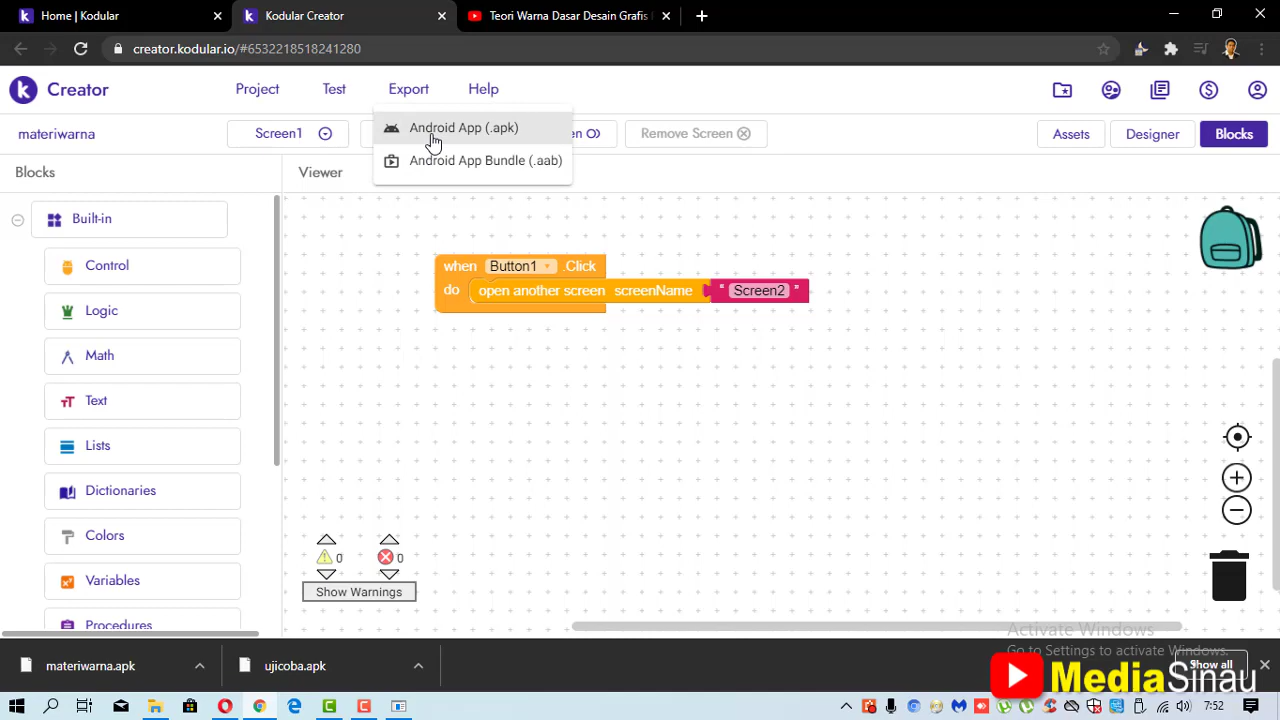 Home | Kodular
Kodular Creator
Teori Warna Dasar Desain Grafis
creator.kodular.io/#6532218518241280
Creator
Project
Test
Export
Help
materiwarna
Screen1
Android App (.apk)
Android App Bundle (.aab)
Remove Screen
Assets
Designer
Blocks
Blocks
Viewer
Built-in
Control
Logic
Math
Text
Lists
Dictionaries
Colors
Variables
Procedures
when Button1 .Click
do open another screen screenName " Screen2 "
0 0
Show Warnings
Activate Windows
Go to Settings to activate Windows.
materiwarna.apk
ujicoba.apk
Show all
MediaSinau
7:52